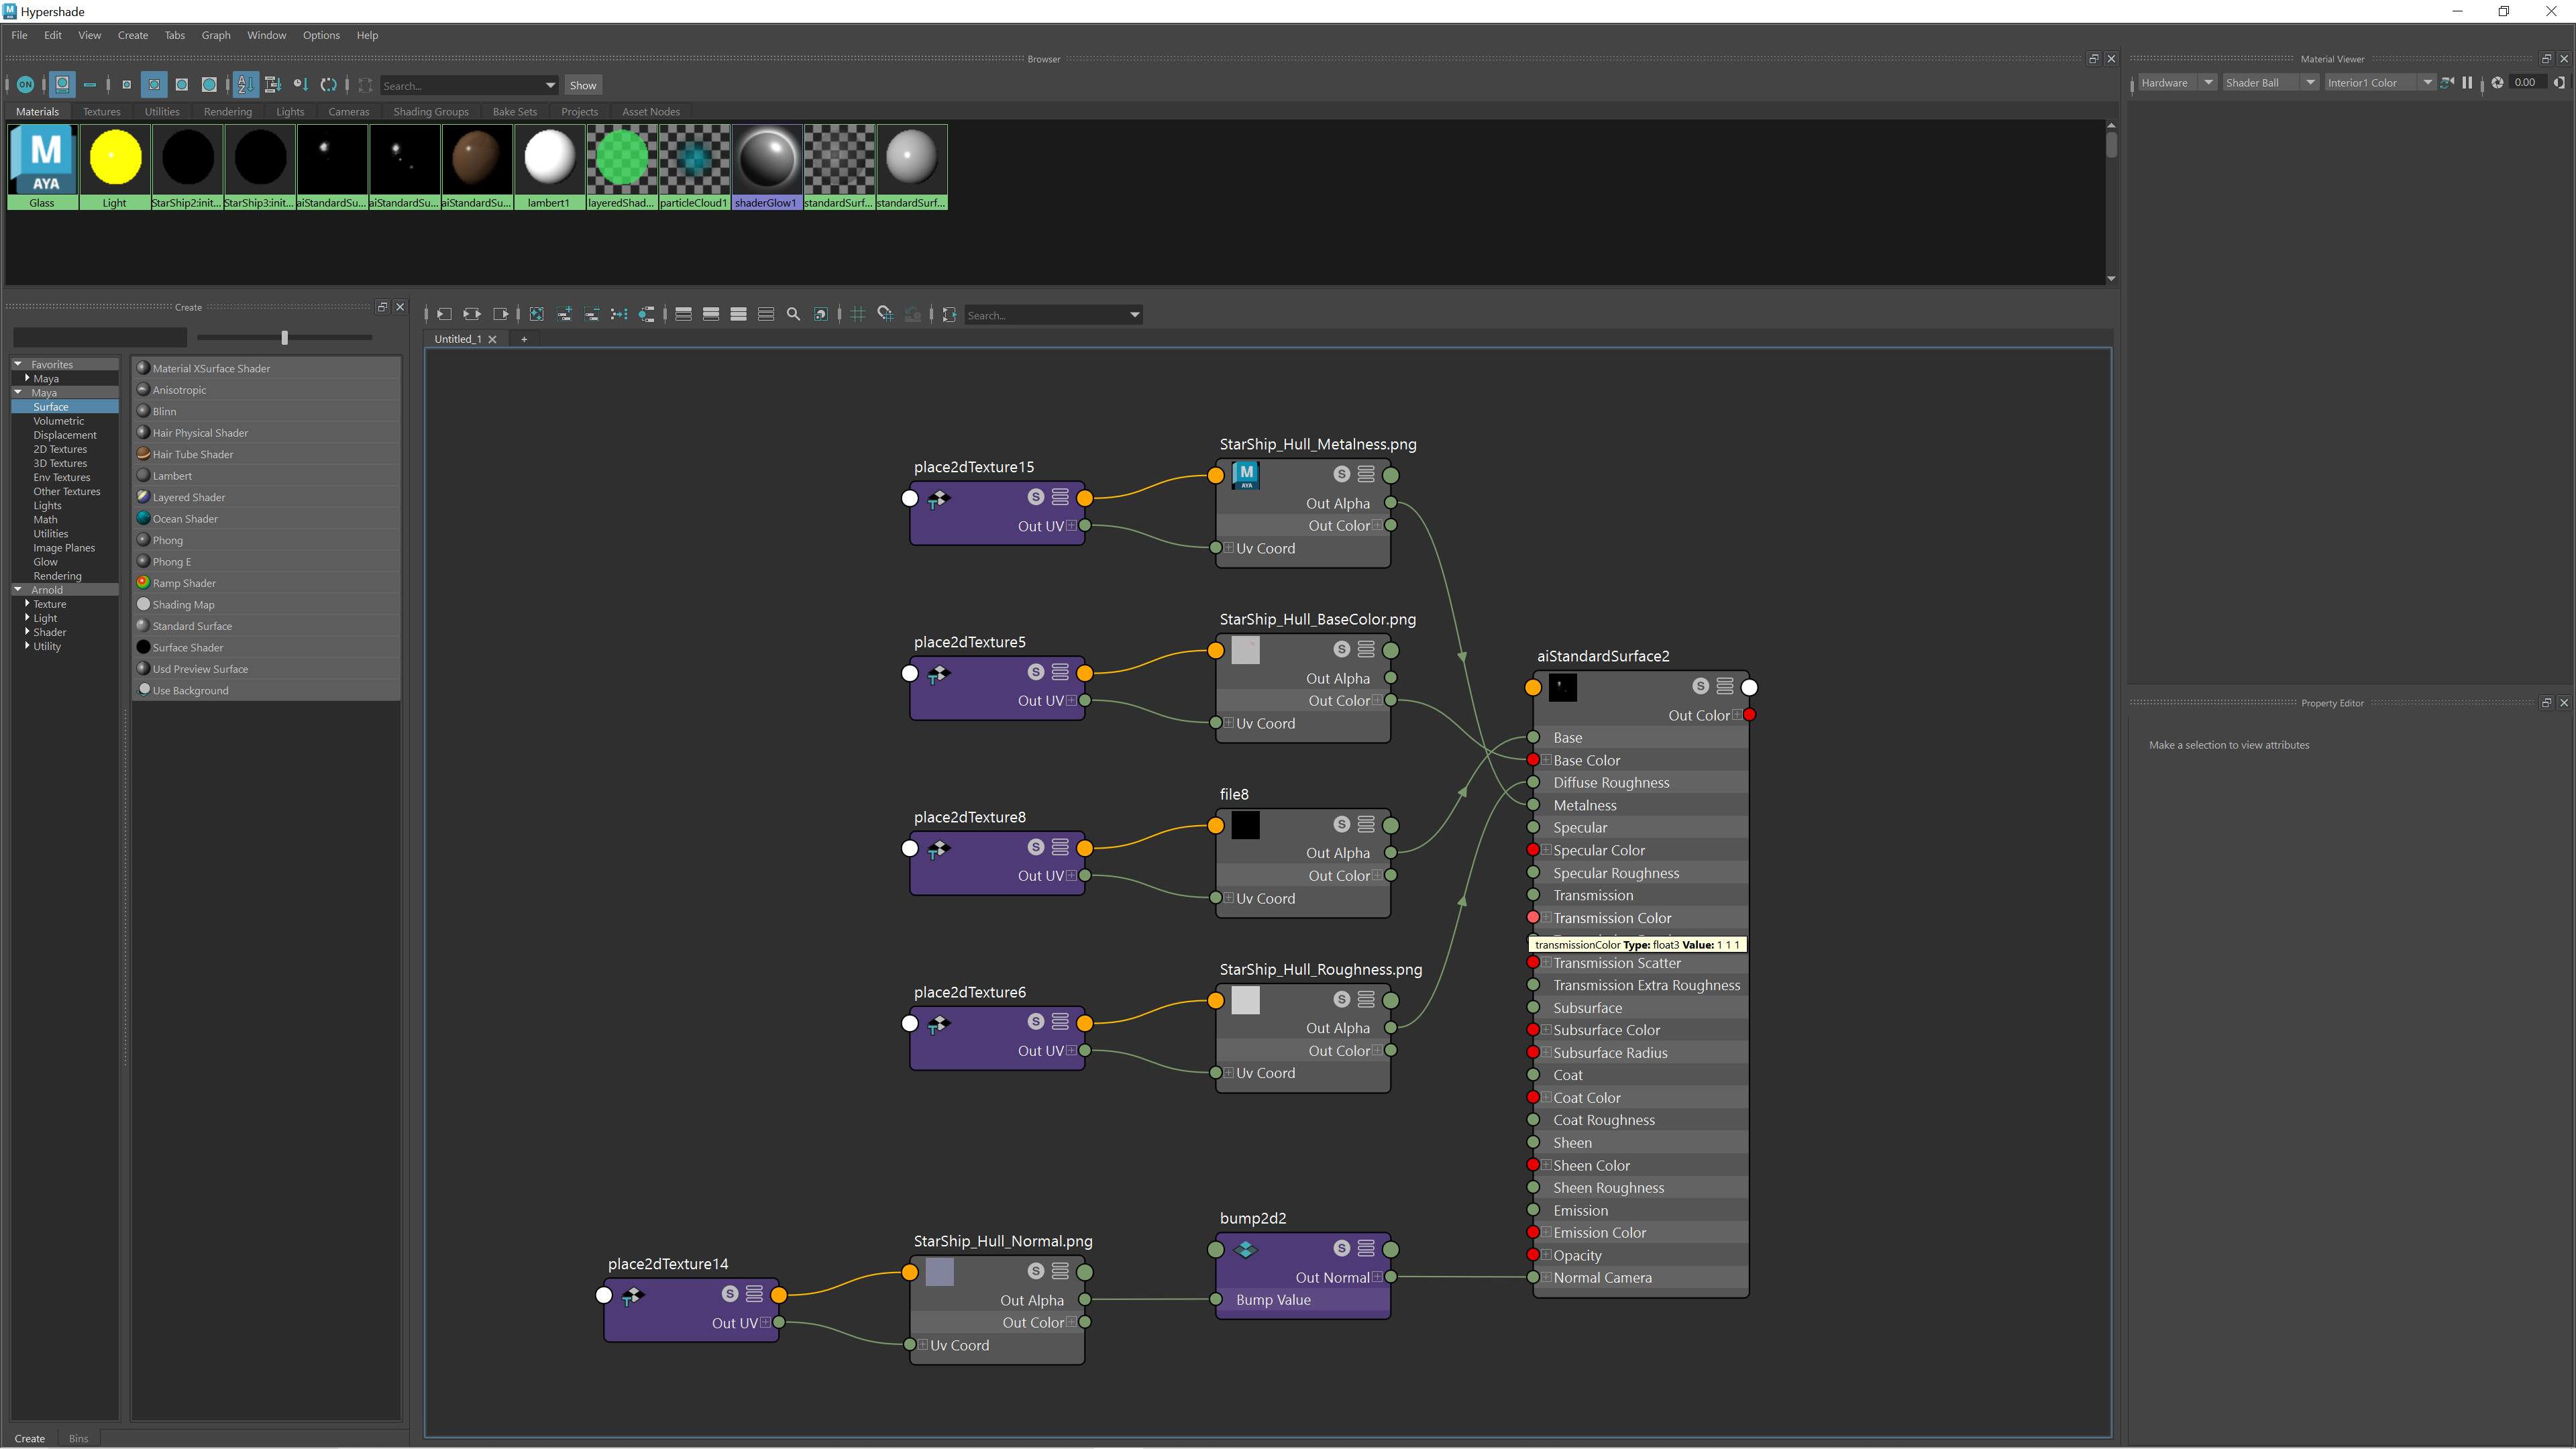 Hypershade
File Edit View Create Tabs Graph Window Options Help
Browser
ON Search... Show
Materials Textures Utilities Rendering Lights Cameras Shading Groups Bake Sets Projects Asset Nodes
M
AYA
Glass Light StarShip2:init... StarShip3:init... aiStandardSu... aiStandardSu... aiStandardSu... lambert1 layeredShad... particleCloud1 shaderGlow1 standardSurf... standardSurf...
Material Viewer
Hardware Shader Ball Interior1 Color 0.00
Create
Favorites
Maya
Maya
Surface
Volumetric
Displacement
2D Textures
3D Textures
Env Textures
Other Textures
Lights
Math
Utilities
Image Planes
Glow
Rendering
Arnold
Texture
Light
Shader
Utility
Material XSurface Shader
Anisotropic
Blinn
Hair Physical Shader
Hair Tube Shader
Lambert
Layered Shader
Ocean Shader
Phong
Phong E
Ramp Shader
Shading Map
Standard Surface
Surface Shader
Usd Preview Surface
Use Background
Create Bins
Search...
Untitled_1 +
place2dTexture15
S
Out UV
StarShip_Hull_Metalness.png
M
AYA
S
Out Alpha
Out Color
Uv Coord
place2dTexture5
S
Out UV
StarShip_Hull_BaseColor.png
S
Out Alpha
Out Color
Uv Coord
place2dTexture8
S
Out UV
file8
S
Out Alpha
Out Color
Uv Coord
place2dTexture6
S
Out UV
StarShip_Hull_Roughness.png
S
Out Alpha
Out Color
Uv Coord
place2dTexture14
S
Out UV
StarShip_Hull_Normal.png
S
Out Alpha
Out Color
Uv Coord
bump2d2
S
Out Normal
Bump Value
aiStandardSurface2
S
Out Color
Base
Base Color
Diffuse Roughness
Metalness
Specular
Specular Color
Specular Roughness
Transmission
Transmission Color
transmissionColor Type: float3 Value: 1 1 1
Transmission Scatter
Transmission Extra Roughness
Subsurface
Subsurface Color
Subsurface Radius
Coat
Coat Color
Coat Roughness
Sheen
Sheen Color
Sheen Roughness
Emission
Emission Color
Opacity
Normal Camera
Property Editor
Make a selection to view attributes